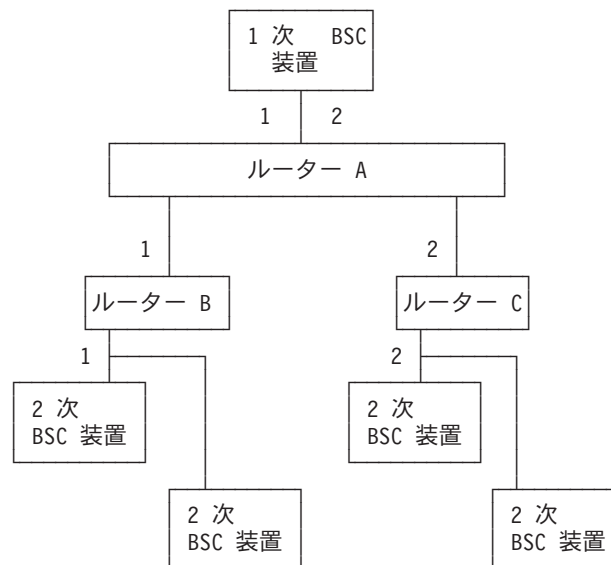 1 次 BSC
装置
1 2
ルーター A
1 2
ルーター B ルーター C
1 2
2 次 2 次
BSC 装置 BSC 装置
2 次 2 次
BSC 装置 BSC 装置